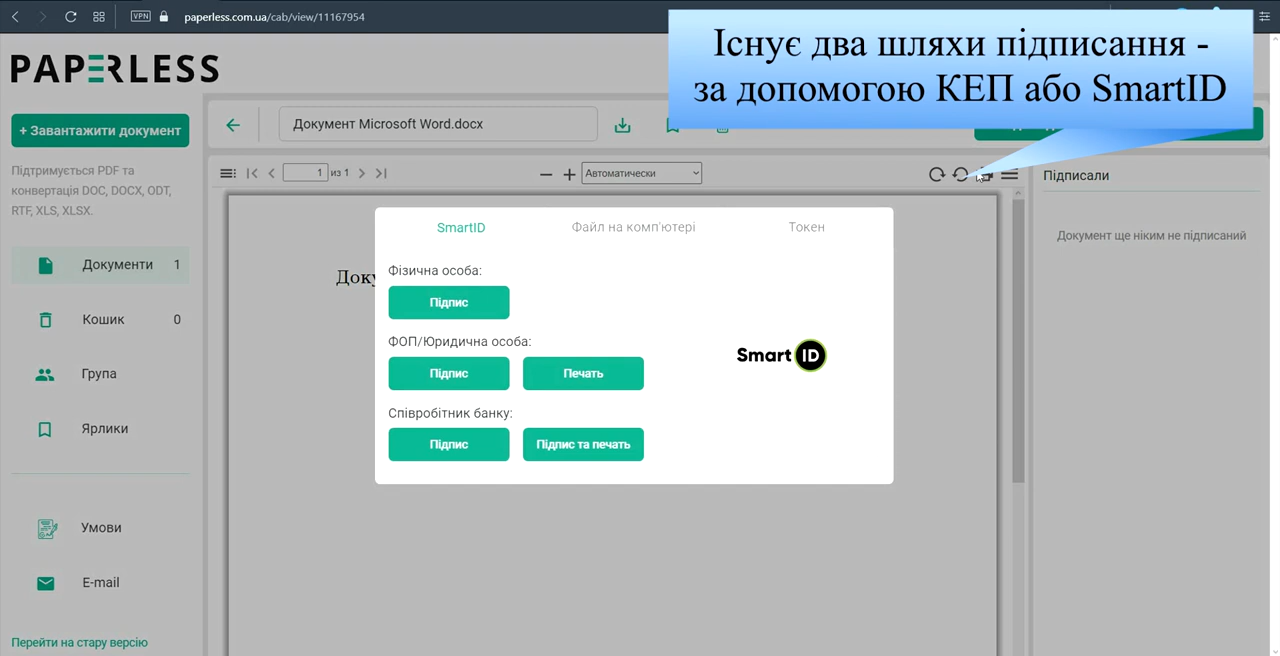 VPN
paperless.com.ua/cab/view/11167954
Існує два шляхи підписання -
за допомогою КЕП або SmartID
PAPERLESS
+ Завантажити документ
Підтримується PDF та
конвертація DOC, DOCX, ODT,
RTF, XLS, XLSX.
Документи 1
Кошик 0
Група
Ярлики
Умови
E-mail
Перейти на стару версію
Документ Microsoft Word.docx
1 из 1
Автоматически
Підписали
Документ ще ніким не підписаний
SmartID Файл на комп'ютері Токен
Фізична особа:
Підпис
ФОП/Юридична особа:
Підпис Печать
Співробітник банку:
Підпис Підпис та печать
Smart ID